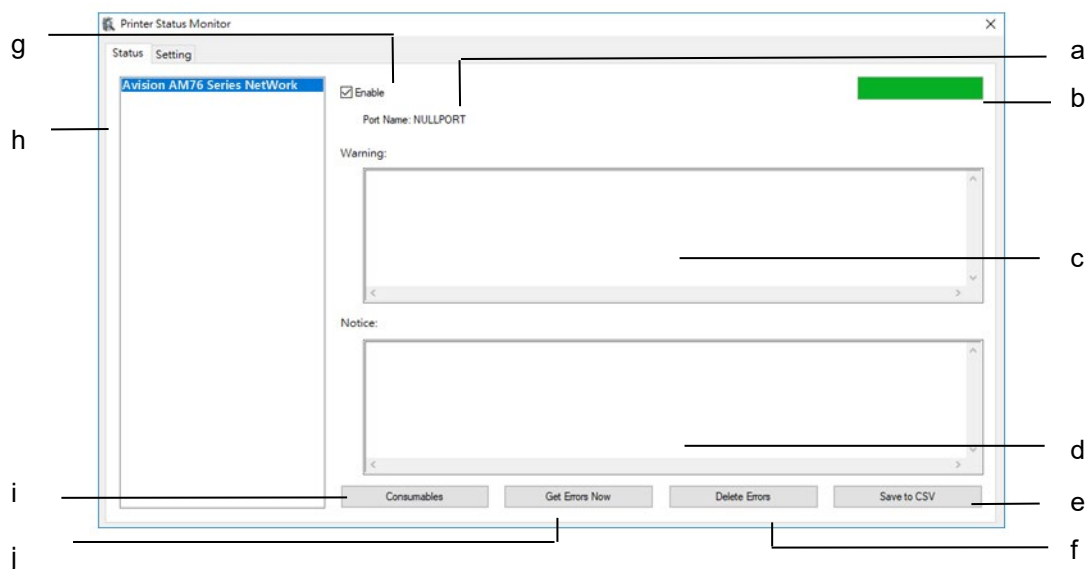 Printer Status Monitor
g
Status Setting
a
Avision AM76 Series NetWork
Enable
b
Port Name: NULLPORT
h
Warning:
c
Notice:
d
i
Consumables Get Errors Now Delete Errors Save to CSV
e
j
f